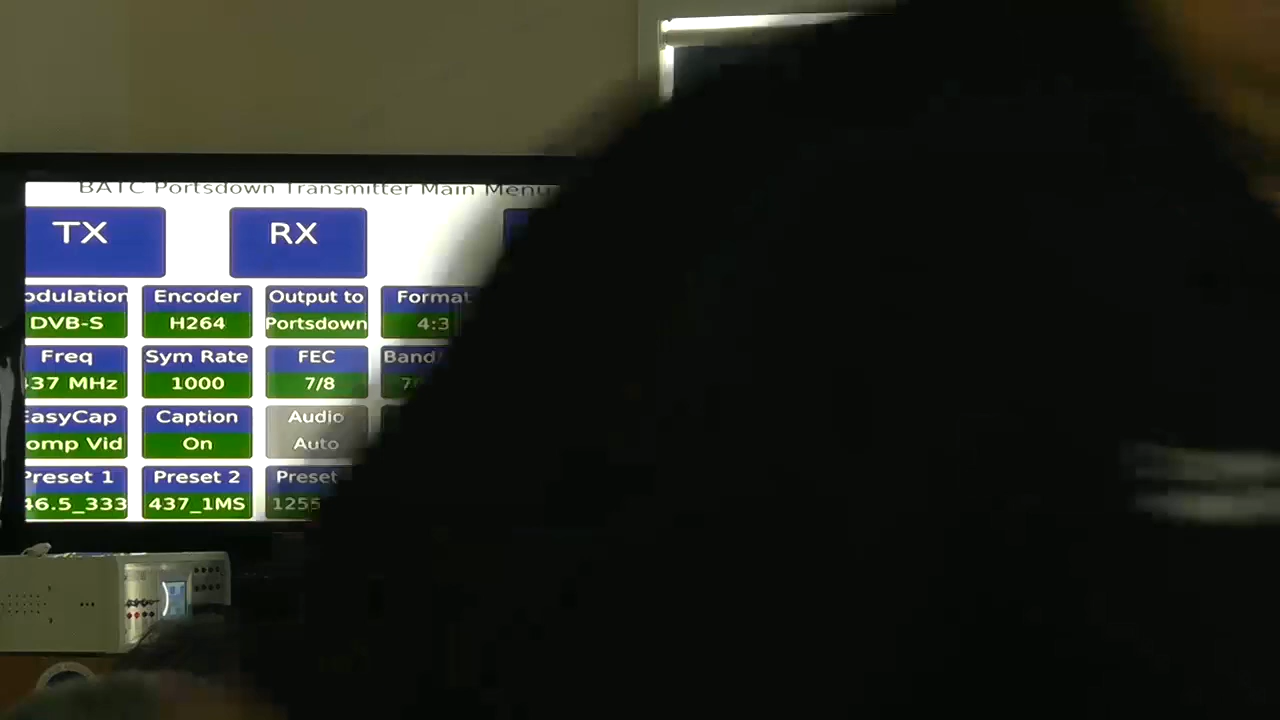 BATC Portsdown Transmitter Main Menu
TX RX
odulation Encoder Output to Format
DVB-S H264 Portsdown 4:3
Freq Sym Rate FEC Band/
37 MHz 1000 7/8
EasyCap Caption Audio
omp Vid On Auto
Preset 1 Preset 2 Preset
46.5_333 437_1MS 1255